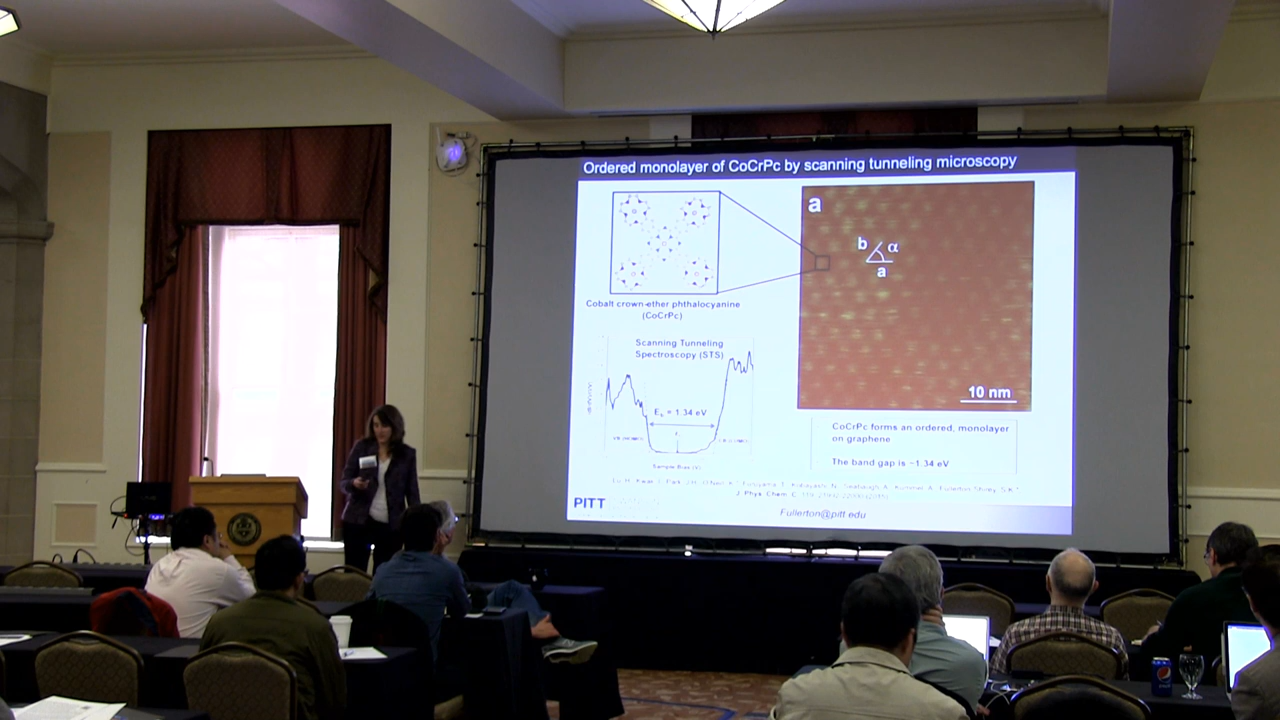 Ordered monolayer of CoCrPc by scanning tunneling microscopy
a
b α
a
10 nm
Cobalt crown-ether phthalocyanine
(CoCrPc)
Scanning Tunneling
Spectroscopy (STS)
= 1.34 eV
Sample Bias (V)
CoCrPc forms an ordered, monolayer
on graphene
The band gap is ~1.34 eV
J. Phys. Chem. C
PITT
Fullerton@pitt.edu